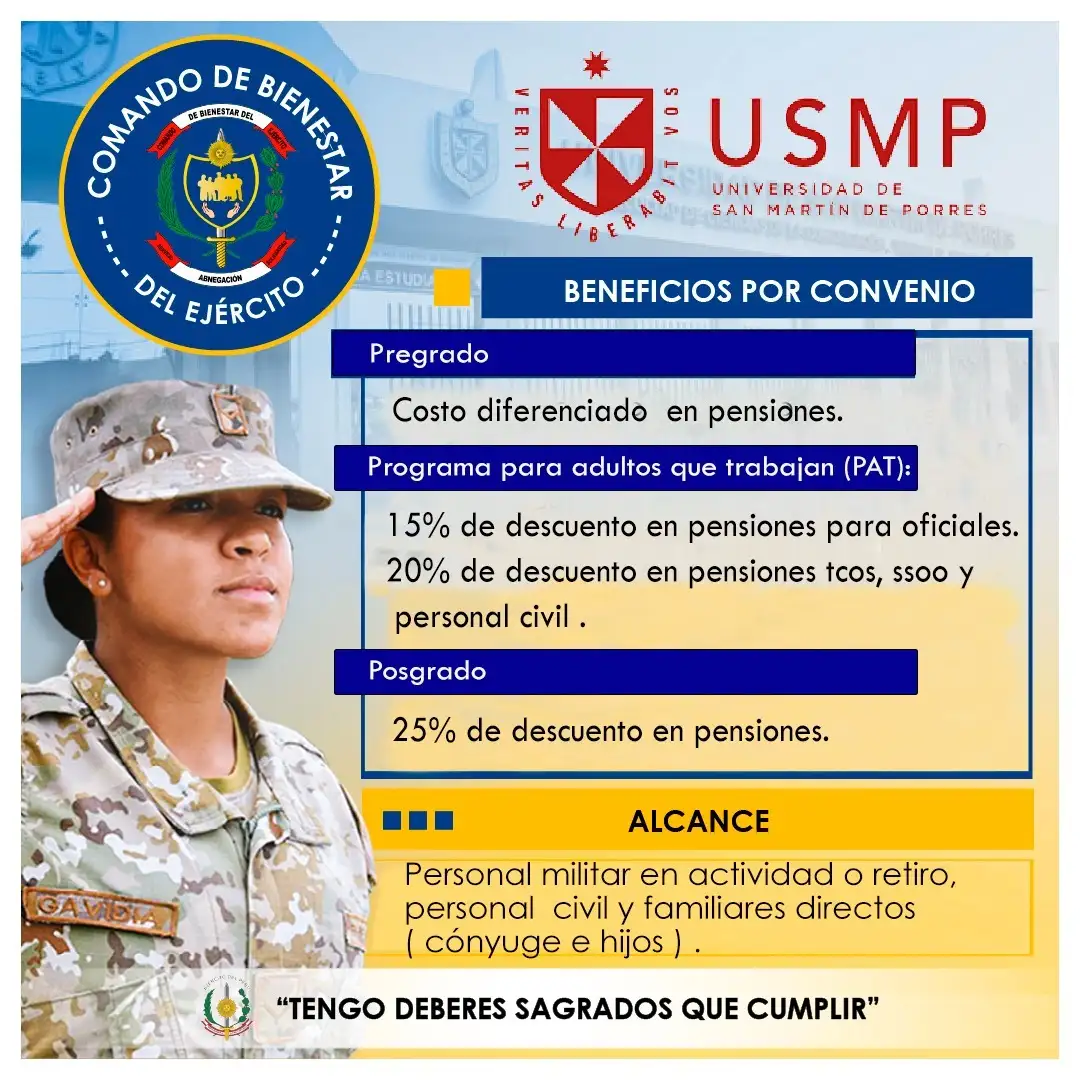 COMANDO DE BIENESTAR
DEL EJÉRCITO
DE BIENESTAR DEL
ABNEGACIÓN
VERITAS LIBERABIT VOS
USMP
UNIVERSIDAD DE
SAN MARTÍN DE PORRES
BENEFICIOS POR CONVENIO
Pregrado
Costo diferenciado en pensiones.
Programa para adultos que trabajan (PAT):
15% de descuento en pensiones para oficiales.
20% de descuento en pensiones tcos, ssoo y
personal civil .
Posgrado
25% de descuento en pensiones.
ALCANCE
Personal militar en actividad o retiro,
personal civil y familiares directos
( cónyuge e hijos ) .
GAVIDIA
“TENGO DEBERES SAGRADOS QUE CUMPLIR”